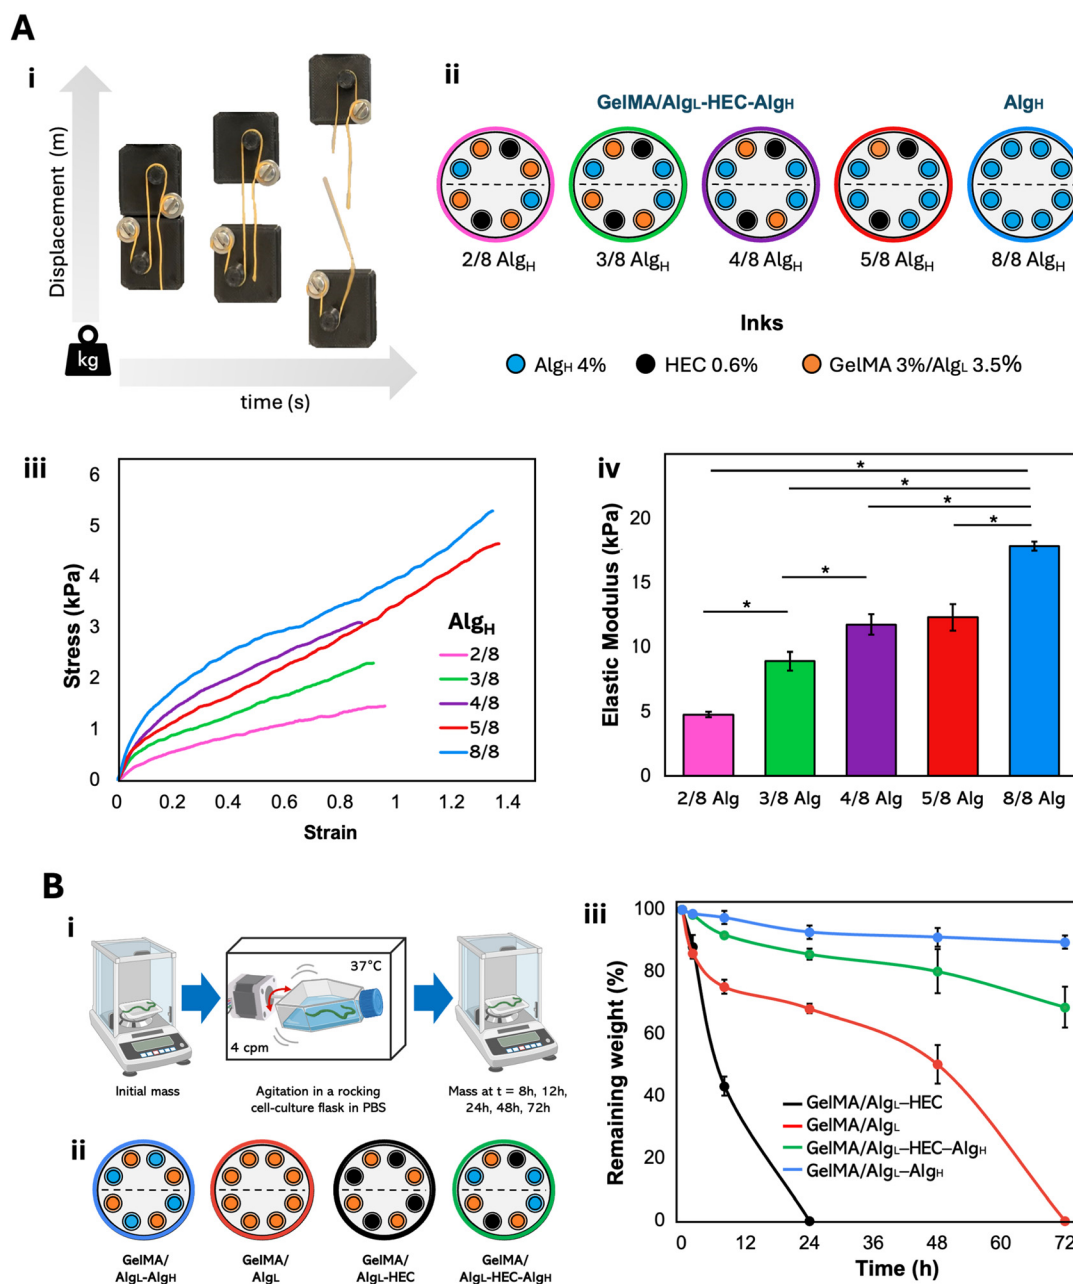 A
i
Displacement (m)
kg
time (s)
ii
GelMA/AlgL-HEC-AlgH
AlgH
2/8 AlgH
3/8 AlgH
4/8 AlgH
5/8 AlgH
8/8 AlgH
Inks
AlgH 4%
HEC 0.6%
GelMA 3%/AlgL 3.5%
iii
Stress (kPa)
6
5
4
3
2
1
0
0
0.2
0.4
0.6
0.8
1
1.2
1.4
Strain
AlgH
2/8
3/8
4/8
5/8
8/8
iv
Elastic Modulus (kPa)
20
15
10
5
0
*
*
*
*
*
*
2/8 Alg
3/8 Alg
4/8 Alg
5/8 Alg
8/8 Alg
B
i
37°C
4 cpm
Initial mass
Agitation in a rocking
cell-culture flask in PBS
Mass at t = 8h, 12h,
24h, 48h, 72h
ii
GelMA/
AlgL-AlgH
GelMA/
AlgL
GelMA/
AlgL-HEC
GelMA/
AlgL-HEC-AlgH
iii
Remaining weight (%)
100
80
60
40
20
0
GelMA/AlgL–HEC
GelMA/AlgL
GelMA/AlgL–HEC–AlgH
GelMA/AlgL–AlgH
0
12
24
36
48
60
72
Time (h)